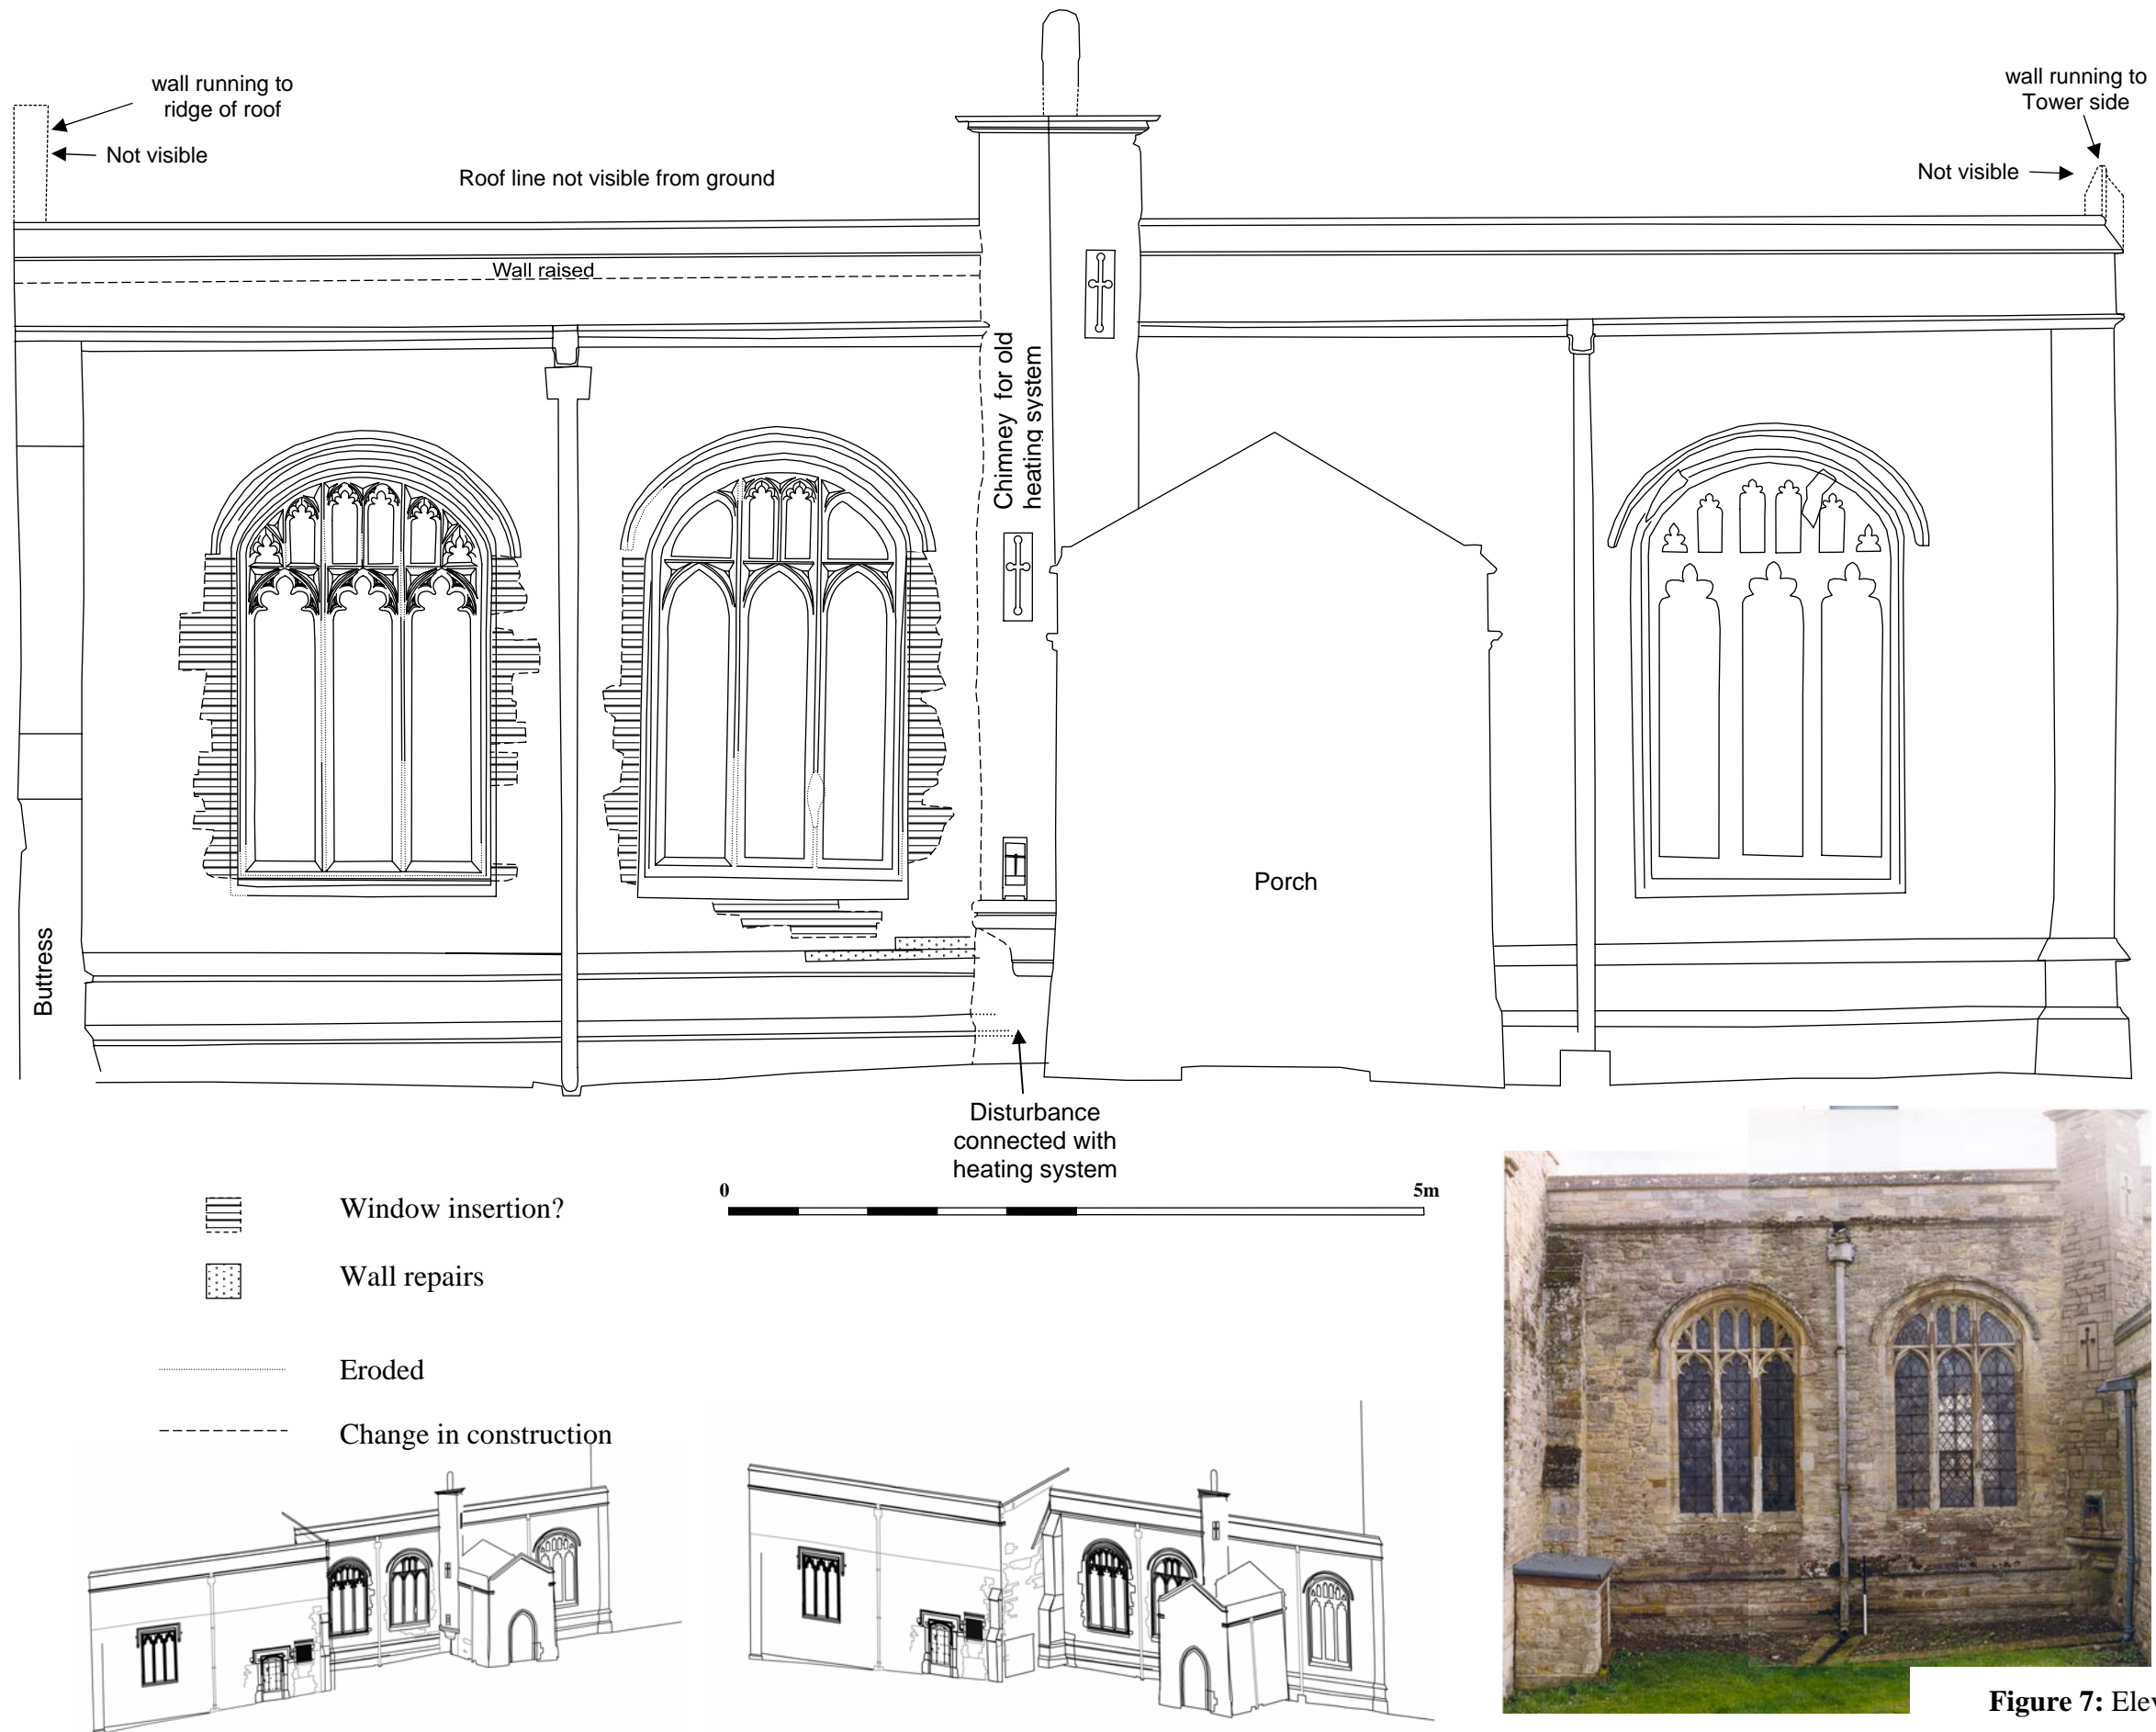 wall running to
ridge of roof
Not visible
Roof line not visible from ground
wall running to
Tower side
Not visible
Wall raised
Chimney for old
heating system
Porch
Buttress
Disturbance
connected with
heating system
0 5m
Window insertion?
Wall repairs
Eroded
Change in construction
Figure 7: Elev